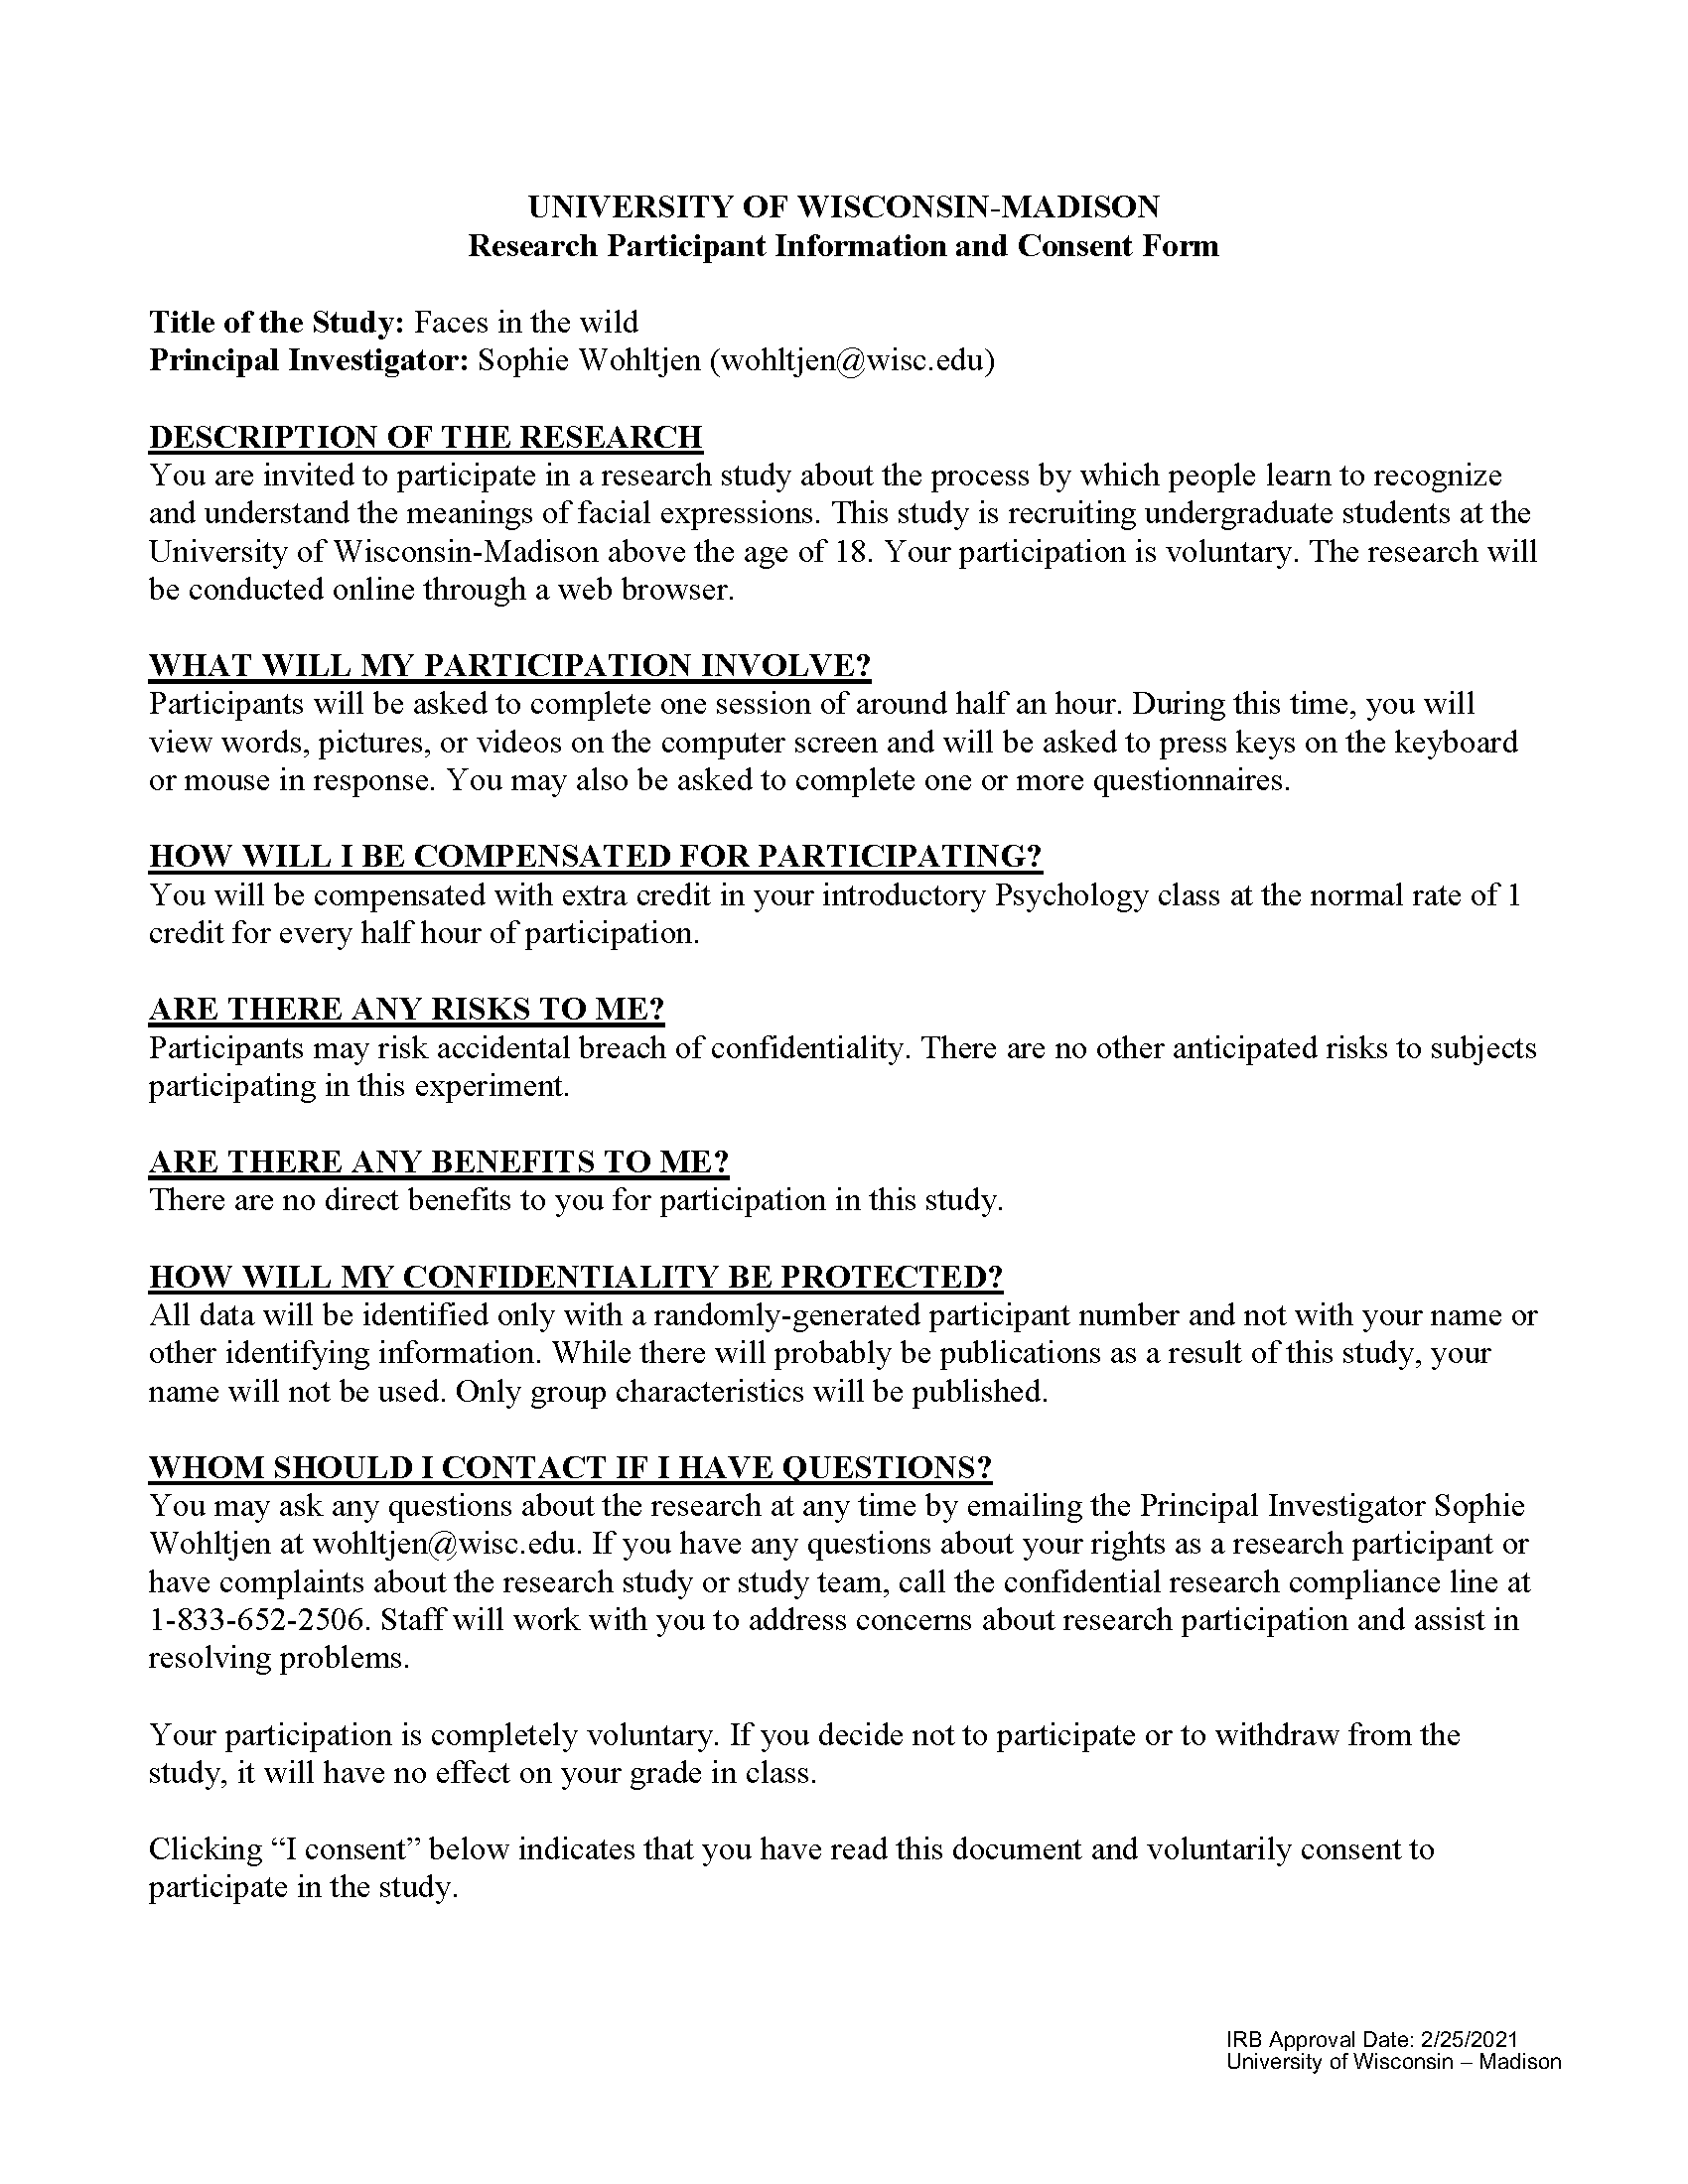 UNIVERSITY OF WISCONSIN-MADISON
Research Participant Information and Consent Form
Title of the Study: Faces in the wild
Principal Investigator: Sophie Wohltjen (wohltjen@wisc.edu)
DESCRIPTION OF THE RESEARCH
You are invited to participate in a research study about the process by which people learn to recognize
and understand the meanings of facial expressions. This study is recruiting undergraduate students at the
University of Wisconsin-Madison above the age of 18. Your participation is voluntary. The research will
be conducted online through a web browser.
WHAT WILL MY PARTICIPATION INVOLVE?
Participants will be asked to complete one session of around half an hour. During this time, you will
view words, pictures, or videos on the computer screen and will be asked to press keys on the keyboard
or mouse in response. You may also be asked to complete one or more questionnaires.
HOW WILL I BE COMPENSATED FOR PARTICIPATING?
You will be compensated with extra credit in your introductory Psychology class at the normal rate of 1
credit for every half hour of participation.
ARE THERE ANY RISKS TO ME?
Participants may risk accidental breach of confidentiality. There are no other anticipated risks to subjects
participating in this experiment.
ARE THERE ANY BENEFITS TO ME?
There are no direct benefits to you for participation in this study.
HOW WILL MY CONFIDENTIALITY BE PROTECTED?
All data will be identified only with a randomly-generated participant number and not with your name or
other identifying information. While there will probably be publications as a result of this study, your
name will not be used. Only group characteristics will be published.
WHOM SHOULD I CONTACT IF I HAVE QUESTIONS?
You may ask any questions about the research at any time by emailing the Principal Investigator Sophie
Wohltjen at wohltjen@wisc.edu. If you have any questions about your rights as a research participant or
have complaints about the research study or study team, call the confidential research compliance line at
1-833-652-2506. Staff will work with you to address concerns about research participation and assist in
resolving problems.
Your participation is completely voluntary. If you decide not to participate or to withdraw from the
study, it will have no effect on your grade in class.
Clicking “I consent” below indicates that you have read this document and voluntarily consent to
participate in the study.
IRB Approval Date: 2/25/2021
University of Wisconsin – Madison